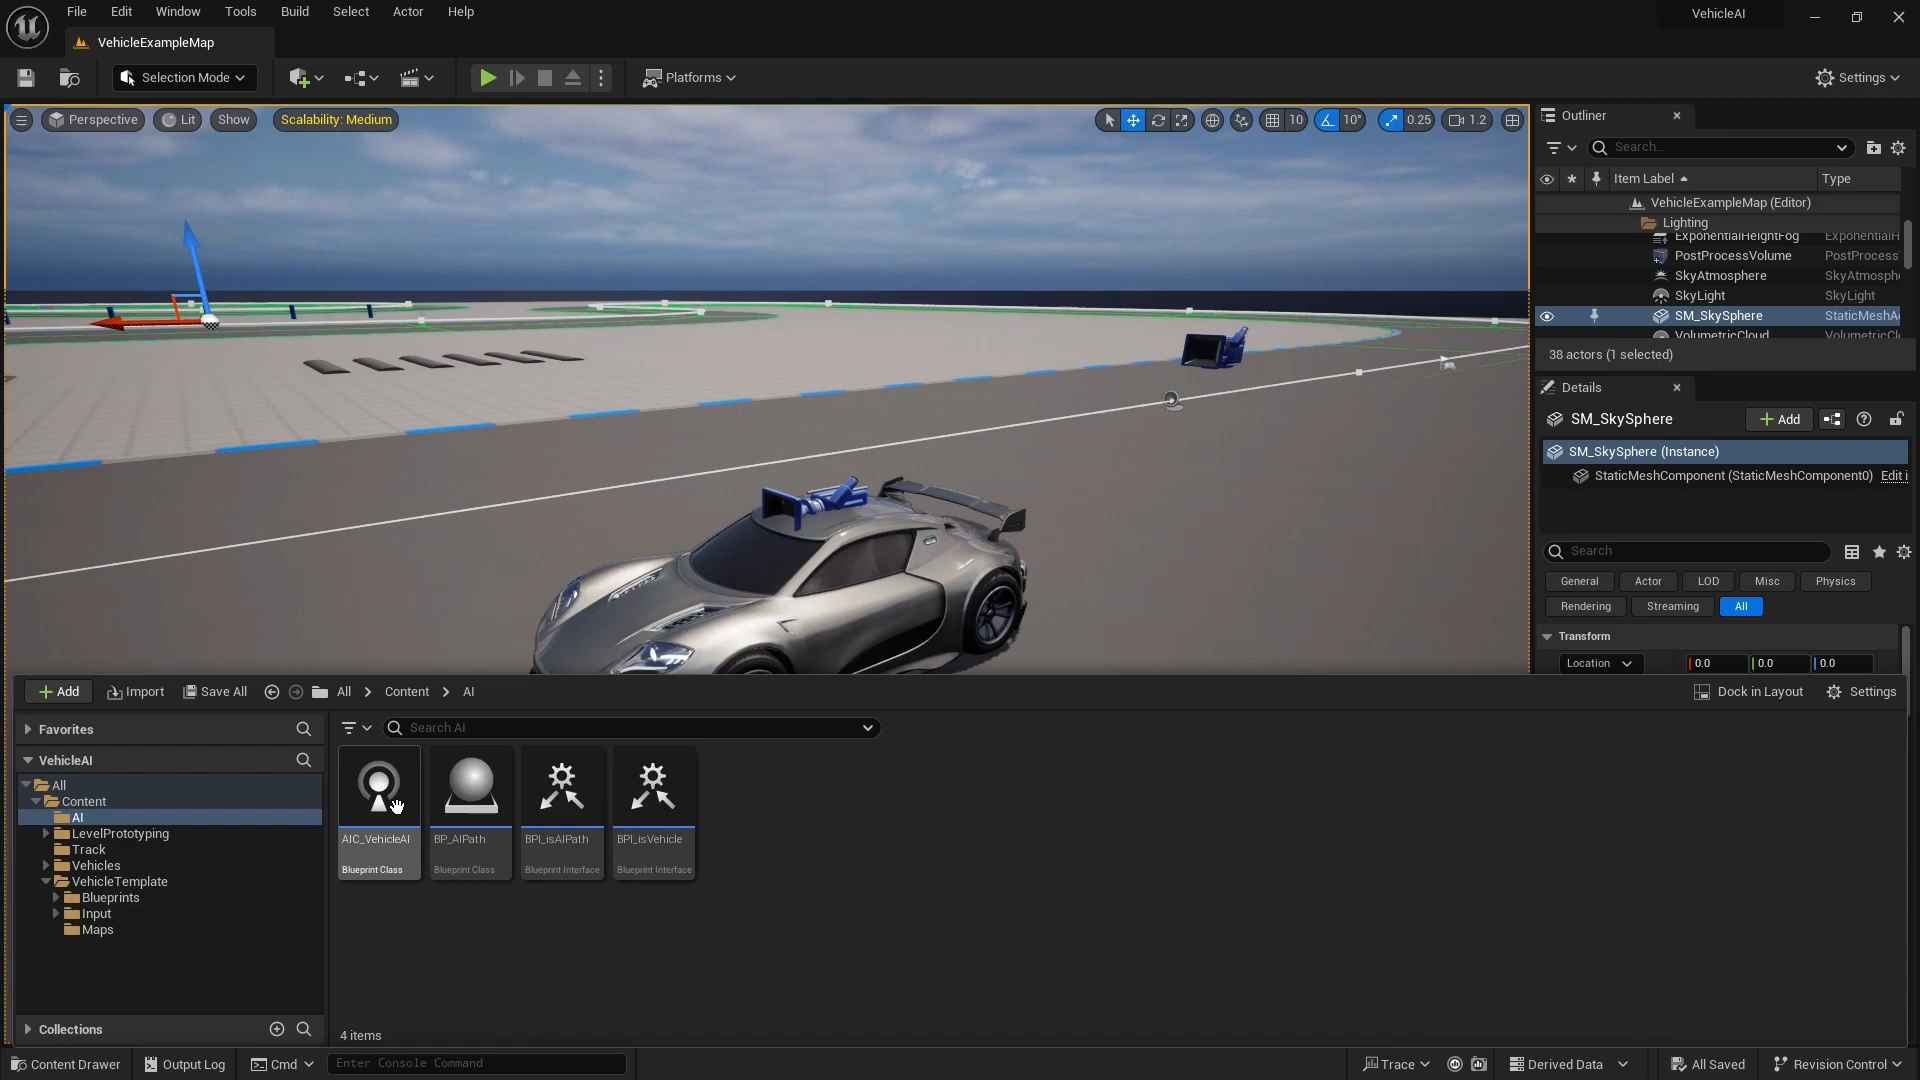 File Edit Window Tools Build Select Actor Help
VehicleAI
VehicleExampleMap
Selection Mode
Platforms
Settings
Perspective
Lit
Show
Scalability: Medium
10
10°
0.25
1.2
Outliner
Search...
Item Label
Type
VehicleExampleMap (Editor)
Lighting
ExponentialHeightFog ExponentialH
PostProcessVolume PostProcess
SkyAtmosphere SkyAtmosph
SkyLight SkyLight
SM_SkySphere StaticMeshA
VolumetricCloud VolumetricCl
38 actors (1 selected)
Details
SM_SkySphere
Add
SM_SkySphere (Instance)
StaticMeshComponent (StaticMeshComponent0) Edit i
Search
General Actor LOD Misc Physics
Rendering Streaming All
Transform
Location 0.0 0.0 0.0
Add Import Save All All Content AI
Dock in Layout Settings
Favorites
Search AI
VehicleAI
All
Content
AI
LevelPrototyping
Track
Vehicles
VehicleTemplate
Blueprints
Input
Maps
Collections
AIC_VehicleAI
Blueprint Class
BP_AIPath
Blueprint Class
BPI_isAIPath
Blueprint Interface
BPI_isVehicle
Blueprint Interface
4 items
Content Drawer Output Log Cmd Enter Console Command
Trace Derived Data All Saved Revision Control